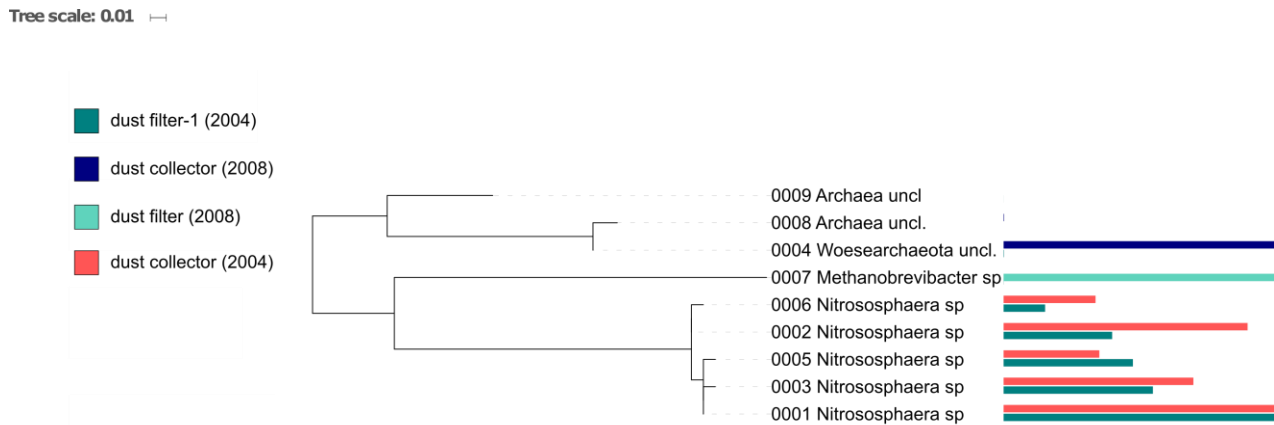 Tree scale: 0.01
dust filter-1 (2004)
dust collector (2008)
dust filter (2008)
dust collector (2004)
0009 Archaea uncl
0008 Archaea uncl.
0004 Woesearchaeota uncl.
0007 Methanobrevibacter sp
0006 Nitrososphaera sp
0002 Nitrososphaera sp
0005 Nitrososphaera sp
0003 Nitrososphaera sp
0001 Nitrososphaera sp